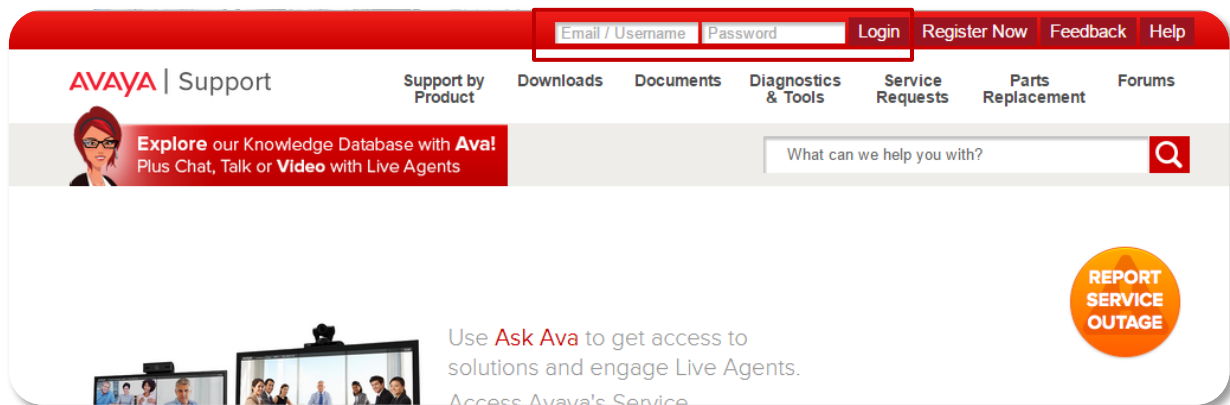 Email / Username Password Login Register Now Feedback Help
AVAYA | Support
Support by Product Downloads Documents Diagnostics & Tools Service Requests Parts Replacement Forums
Explore our Knowledge Database with Ava!
Plus Chat, Talk or Video with Live Agents
What can we help you with?
REPORT
SERVICE
OUTAGE
Use Ask Ava to get access to
solutions and engage Live Agents.
Access Avaya's Service